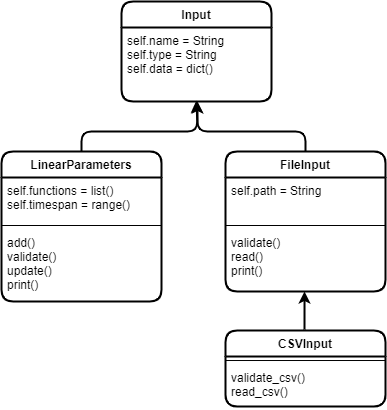 Input
self.name = String
self.type = String
self.data = dict()
LinearParameters
self.functions = list()
self.timespan = range()
add()
validate()
update()
print()
FileInput
self.path = String
validate()
read()
print()
CSVInput
validate_csv()
read_csv()